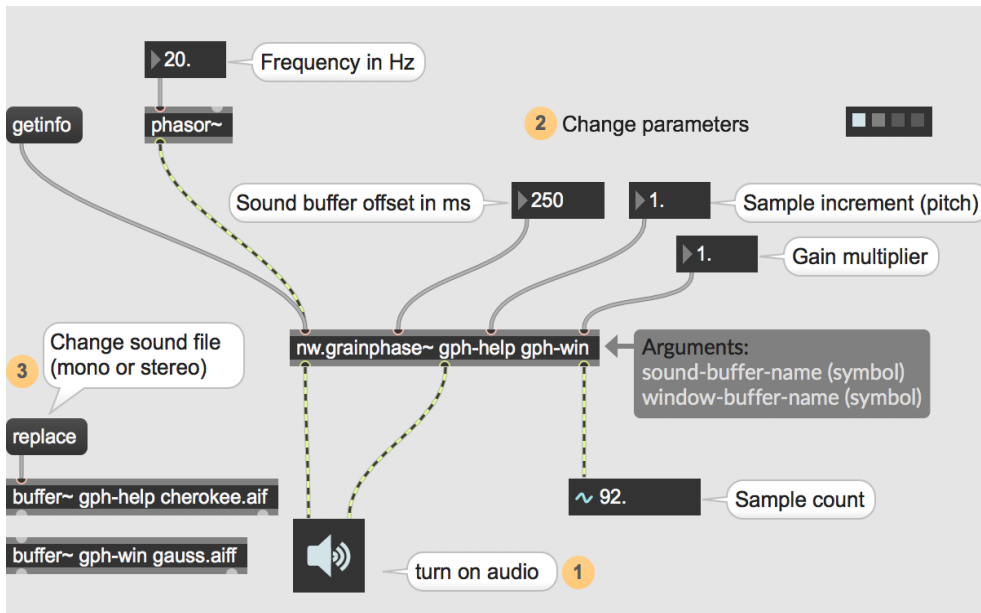 20.
Frequency in Hz
getinfo
phasor~
2 Change parameters
Sound buffer offset in ms
250
1.
Sample increment (pitch)
1.
Gain multiplier
nw.grainphase~ gph-help gph-win
Arguments:
sound-buffer-name (symbol)
window-buffer-name (symbol)
3
Change sound file
(mono or stereo)
replace
buffer~ gph-help cherokee.aif
92.
Sample count
buffer~ gph-win gauss.aiff
turn on audio 1